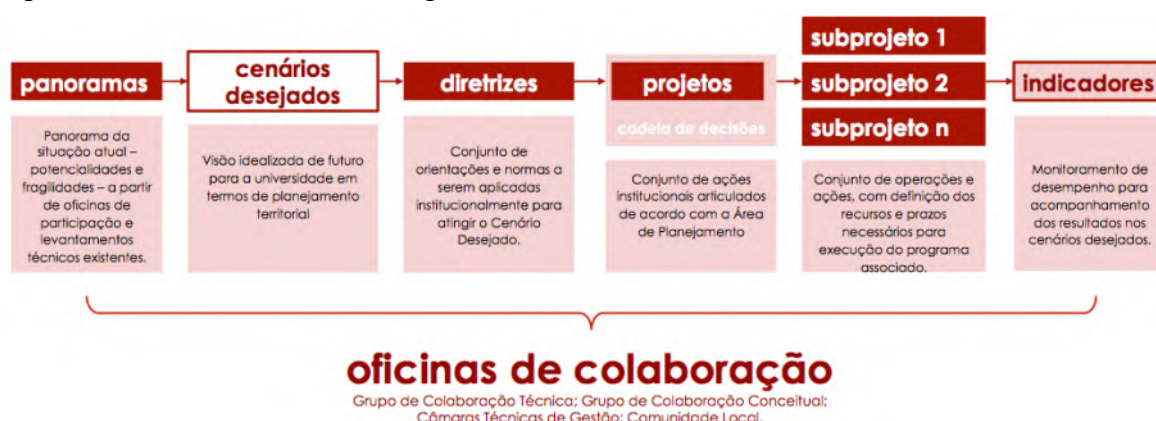 panoramas
Panorama da
situação atual –
potencialidades e
fragilidades – a partir
de oficinas de
participação e
levantamentos
técnicos existentes.
cenários
desejados
Visão idealizada de futuro
para a universidade em
termos de planejamento
territorial
diretrizes
Conjunto de
orientações e normas a
serem aplicadas
institucionalmente para
atingir o Cenário
Desejado.
projetos
cadeia de decisões
Conjunto de ações
institucionais articulados
de acordo com a Área
de Planejamento
subprojeto 1
subprojeto 2
subprojeto n
Conjunto de operações e
ações, com definição dos
recursos e prazos
necessários para
execução do programa
associado.
indicadores
Monitoramento de
desempenho para
acompanhamento
dos resultados nos
cenários desejados.
oficinas de colaboração
Grupo de Colaboração Técnica; Grupo de Colaboração Conceitual;
Câmaras Técnicas de Gestão; Comunidade Local.